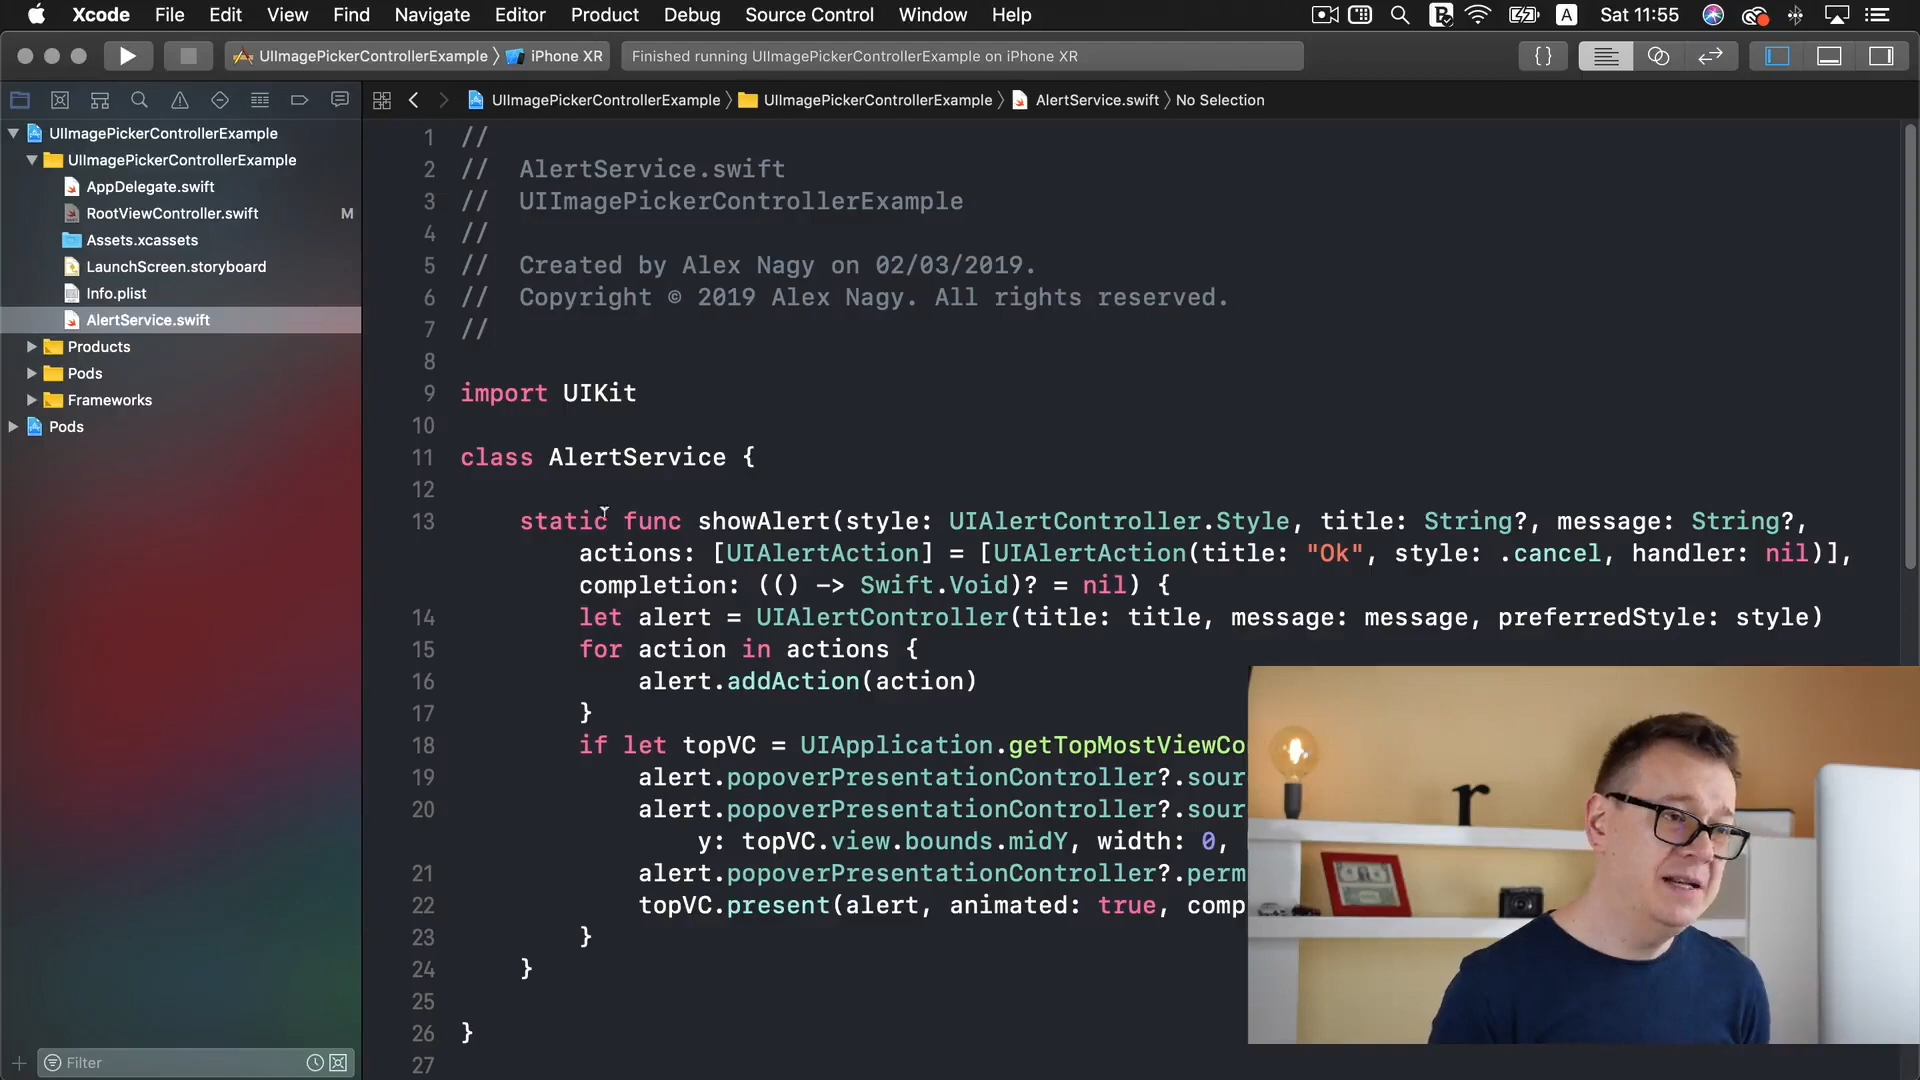 Xcode File Edit View Find Navigate Editor Product Debug Source Control Window Help A Sat 11:55
UIImagePickerControllerExample iPhone XR Finished running UIImagePickerControllerExample on iPhone XR {}
UIImagePickerControllerExample UIImagePickerControllerExample AlertService.swift No Selection
UIImagePickerControllerExample
UIImagePickerControllerExample
AppDelegate.swift
RootViewController.swift M
Assets.xcassets
LaunchScreen.storyboard
Info.plist
AlertService.swift
Products
Pods
Frameworks
Pods
Filter
1 //
2 // AlertService.swift
3 // UIImagePickerControllerExample
4 //
5 // Created by Alex Nagy on 02/03/2019.
6 // Copyright © 2019 Alex Nagy. All rights reserved.
7 //
8
9 import UIKit
10
11 class AlertService {
12
13 static func showAlert(style: UIAlertController.Style, title: String?, message: String?,
actions: [UIAlertAction] = [UIAlertAction(title: "Ok", style: .cancel, handler: nil)],
completion: (() -> Swift.Void)? = nil) {
14 let alert = UIAlertController(title: title, message: message, preferredStyle: style)
15 for action in actions {
16 alert.addAction(action)
17 }
18 if let topVC = UIApplication.getTopMostViewCo
19 alert.popoverPresentationController?.sour
20 alert.popoverPresentationController?.sour
y: topVC.view.bounds.midY, width: 0,
21 alert.popoverPresentationController?.perm
22 topVC.present(alert, animated: true, comp
23 }
24 }
25
26 }
27
r